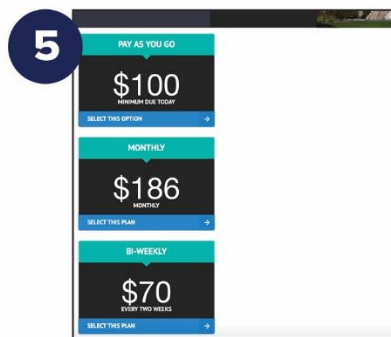 5
PAY AS YOU GO
$100
MINIMUM DUE TODAY
SELECT THIS OPTION →
MONTHLY
$186
MONTHLY
SELECT THIS PLAN →
BI-WEEKLY
$70
EVERY TWO WEEKS
SELECT THIS PLAN →